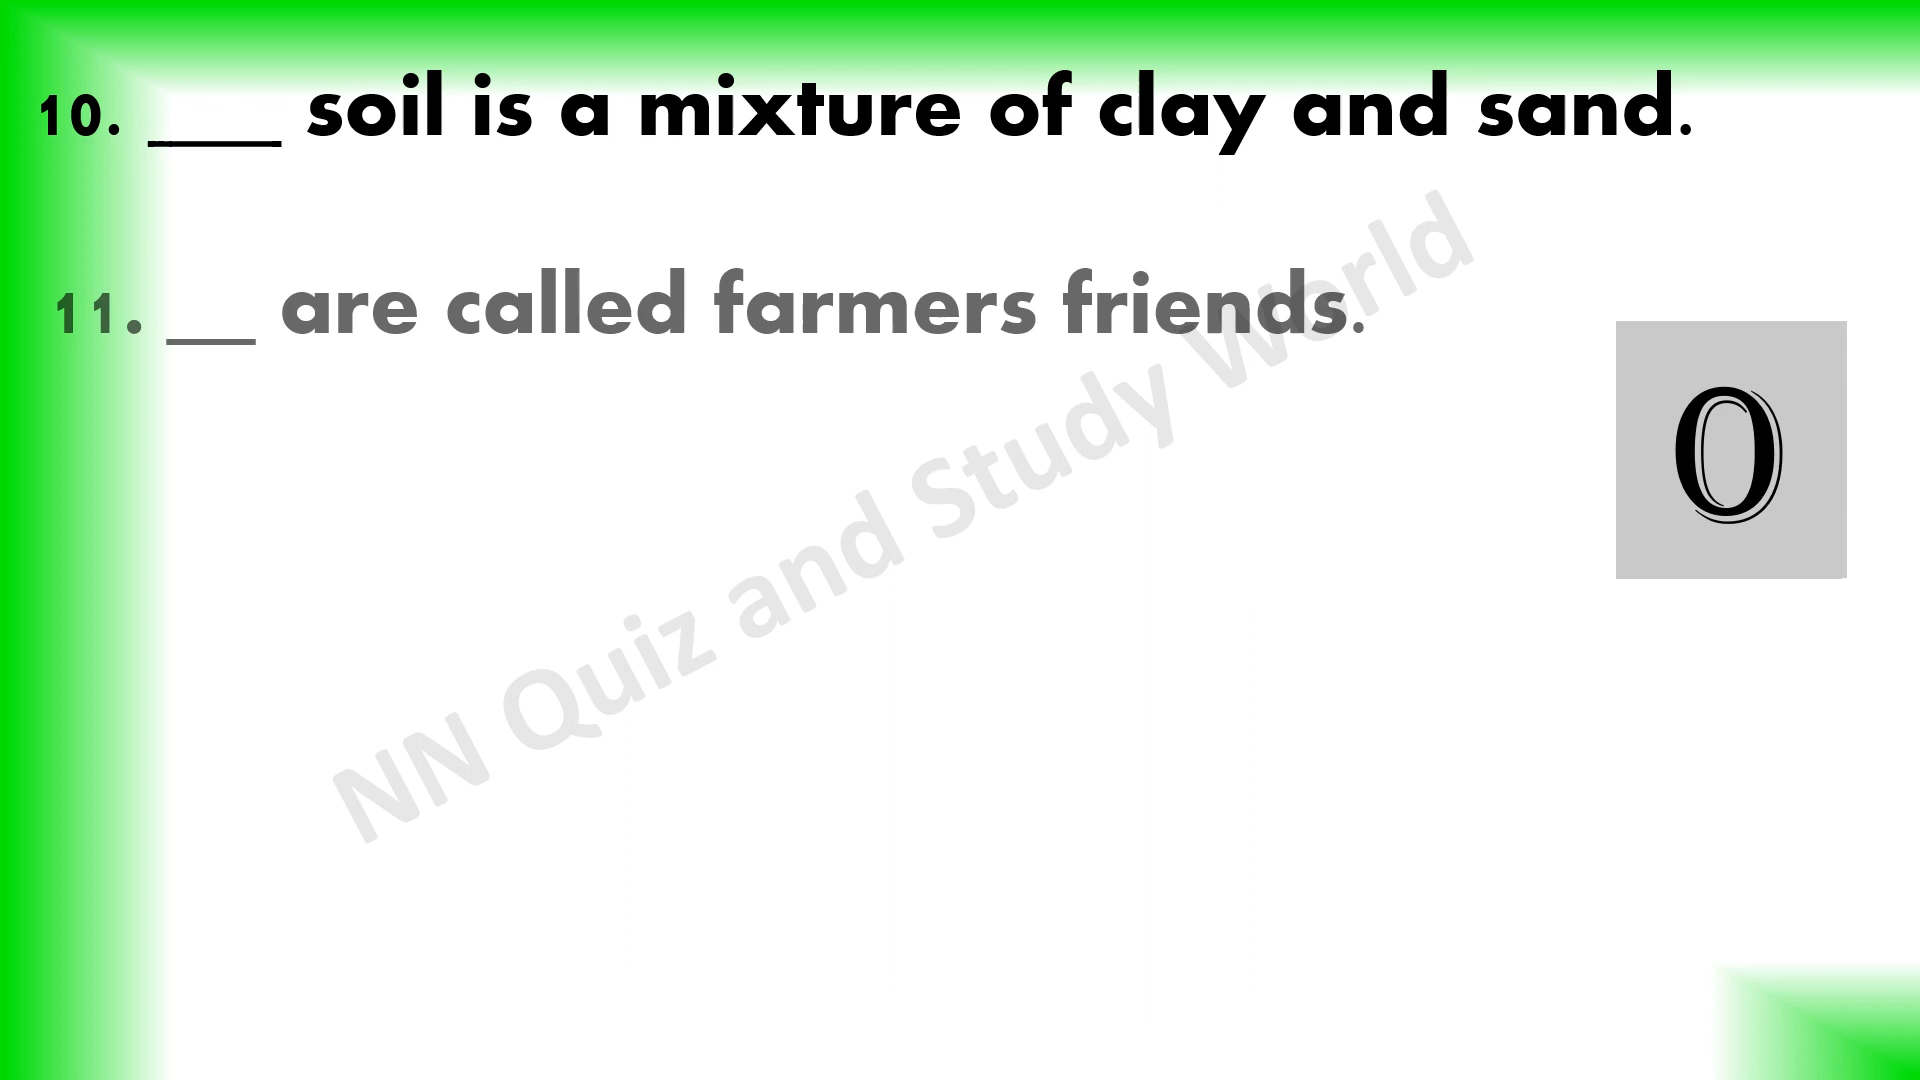 10. ____ soil is a mixture of clay and sand.
11. __ are called farmers friends.
0
NN Quiz and Study World